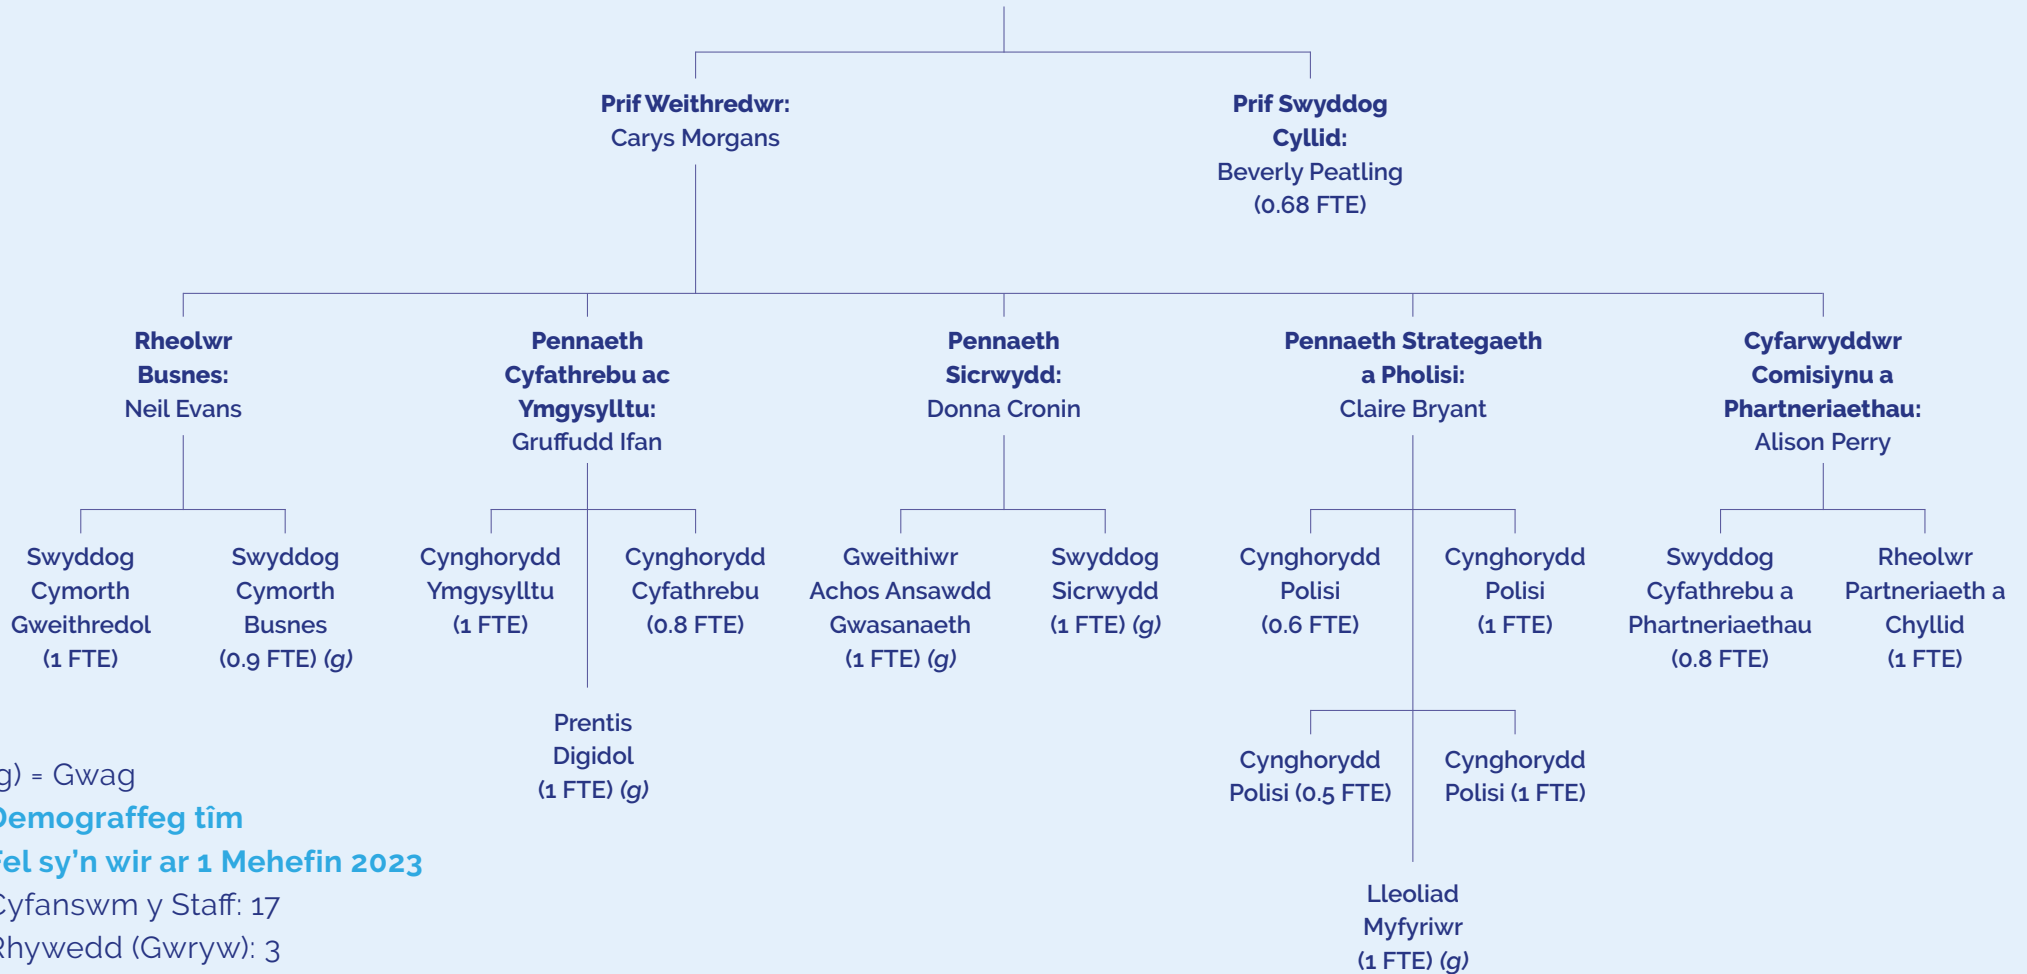 Prif Weithredwr:
Carys Morgans
Prif Swyddog
Cyllid:
Beverly Peatling
(0.68 FTE)
Rheolwr
Busnes:
Neil Evans
Pennaeth
Cyfathrebu ac
Ymgysylltu:
Gruffudd Ifan
Pennaeth
Sicrwydd:
Donna Cronin
Pennaeth Strategaeth
a Pholisi:
Claire Bryant
Cyfarwyddwr
Comisiynu a
Phartneriaethau:
Alison Perry
Swyddog
Cymorth
Gweithredol
(1 FTE)
Swyddog
Cymorth
Busnes
(0.9 FTE) (g)
Cynghorydd
Ymgysylltu
(1 FTE)
Cynghorydd
Cyfathrebu
(0.8 FTE)
Prentis
Digidol
(1 FTE) (g)
Gweithiwr
Achos Ansawdd
Gwasanaeth
(1 FTE) (g)
Swyddog
Sicrwydd
(1 FTE) (g)
Cynghorydd
Polisi
(0.6 FTE)
Cynghorydd
Polisi
(1 FTE)
Cynghorydd
Polisi (0.5 FTE)
Cynghorydd
Polisi (1 FTE)
Lleoliad
Myfyriwr
(1 FTE) (g)
Swyddog
Cyfathrebu a
Phartneriaethau
(0.8 FTE)
Rheolwr
Partneriaeth a
Chyllid
(1 FTE)
g) = Gwag
Demograffeg tîm
Fel sy'n wir ar 1 Mehefin 2023
Cyfanswm y Staff: 17
Rhywedd (Gwryw): 3